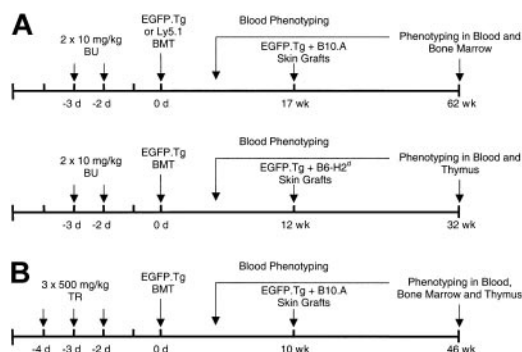 A
2 x 10 mg/kg
BU
EGFP.Tg
or Ly5.1
BMT
Blood Phenotyping
EGFP.Tg + B10.A
Skin Grafts
Phenotyping in Blood and
Bone Marrow
-3 d
-2 d
0 d
17 wk
62 wk
2 x 10 mg/kg
BU
EGFP.Tg
BMT
Blood Phenotyping
EGFP.Tg + B6-H2ᵈ
Skin Grafts
Phenotyping in Blood and
Thymus
-3 d
-2 d
0 d
12 wk
32 wk
B
3 x 500 mg/kg
TR
EGFP.Tg
BMT
Blood Phenotyping
EGFP.Tg + B10.A
Skin Grafts
Phenotyping in Blood,
Bone Marrow and Thymus
-4 d
-3 d
-2 d
0 d
10 wk
46 wk